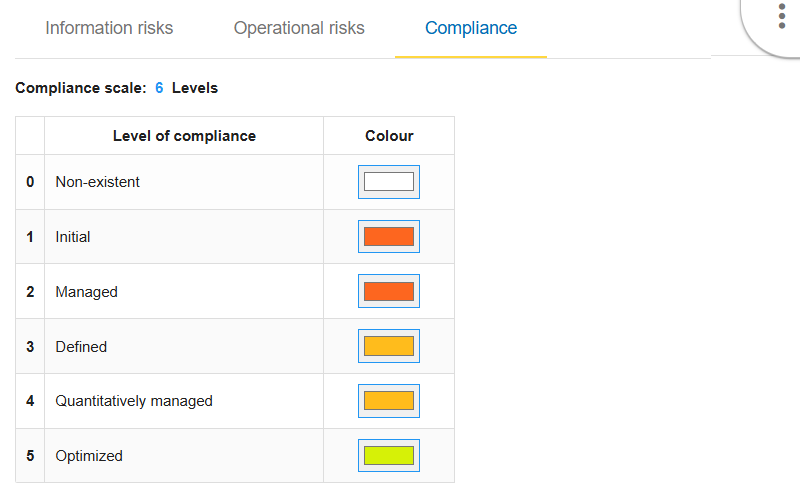 Information risks Operational risks Compliance
Compliance scale: 6 Levels
Level of compliance Colour
0 Non-existent
1 Initial
2 Managed
3 Defined
4 Quantitatively managed
5 Optimized